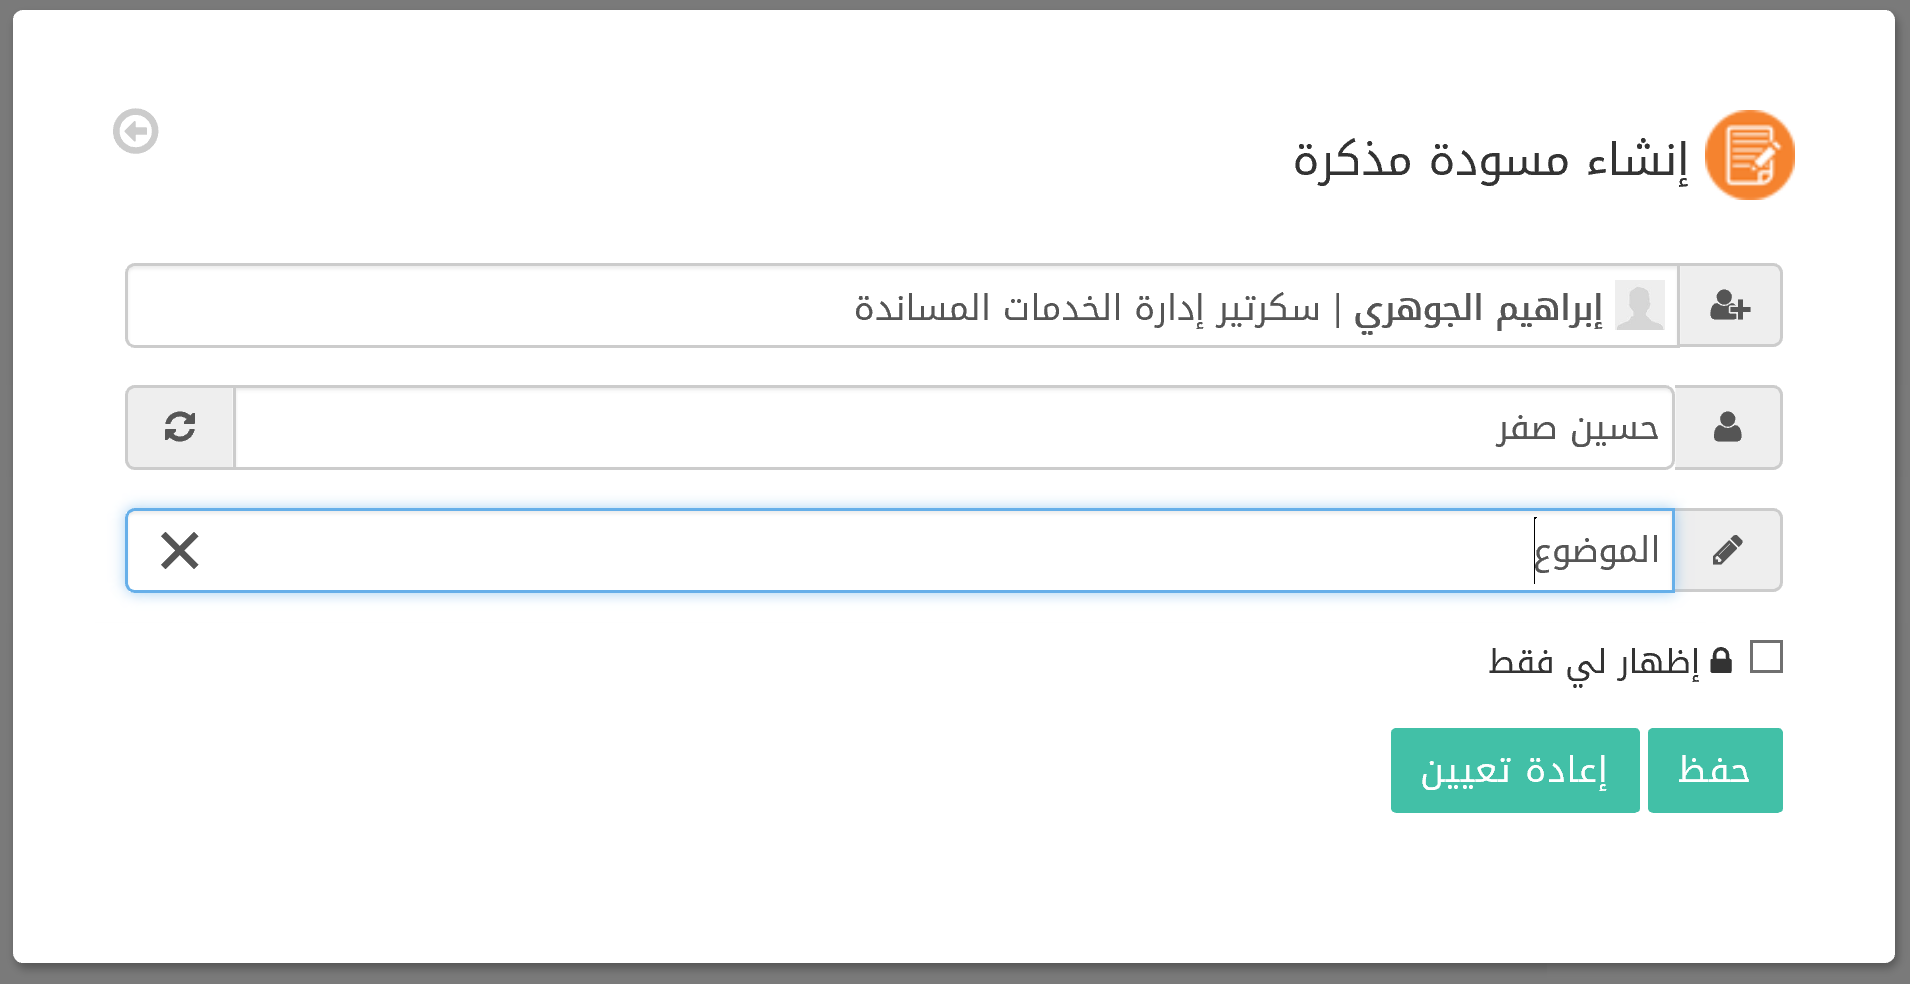 إنشاء مسودة مذكرة
إبراهيم الجوهري | سكرتير إدارة الخدمات المساندة
حسين صفر
الموضوع
إظهار لي فقط
حفظ
إعادة تعيين